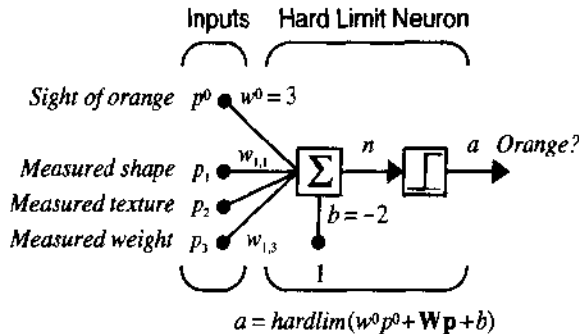 Inputs Hard Limit Neuron
Sight of orange p⁰ w⁰ = 3
n a Orange?
Measured shape p₁ w₁,₁ Σ
Measured texture p₂
b = –2
Measured weight p₃ w₁,₃
1
a = hardlim(w⁰p⁰ + Wp + b)